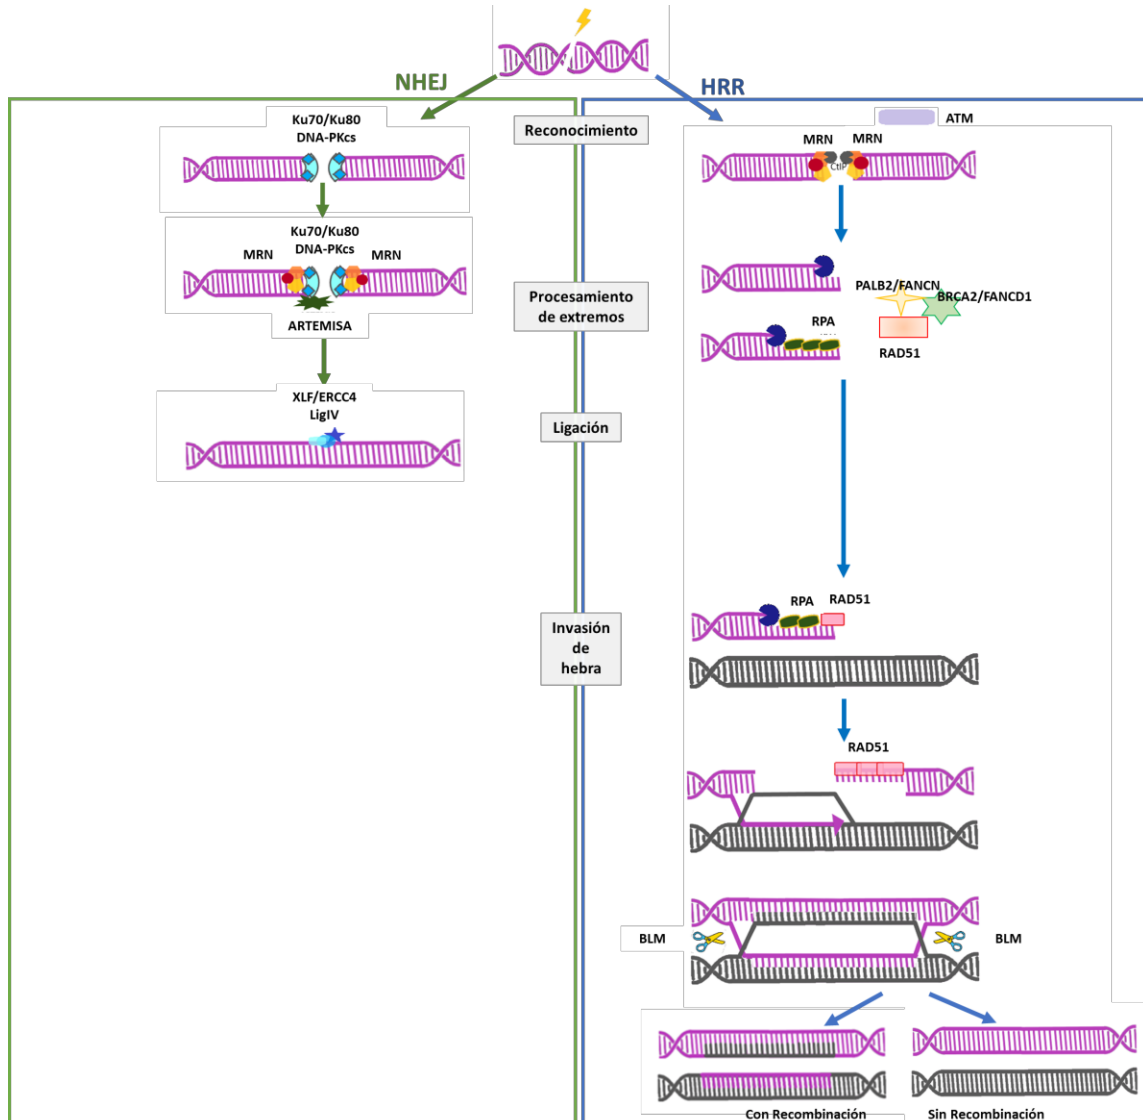 NHEJ
HRR
Ku70/Ku80
DNA-PKcs
Reconocimiento
ATM
MRN MRN
CtIP
Ku70/Ku80
DNA-PKcs
MRN MRN
ARTEMISA
Procesamiento
de extremos
PALB2/FANCN
BRCA2/FANCD1
RPA
RAD51
XLF/ERCC4
LigIV
Ligación
Invasión
de
hebra
RPA RAD51
RAD51
BLM BLM
Con Recombinación Sin Recombinación